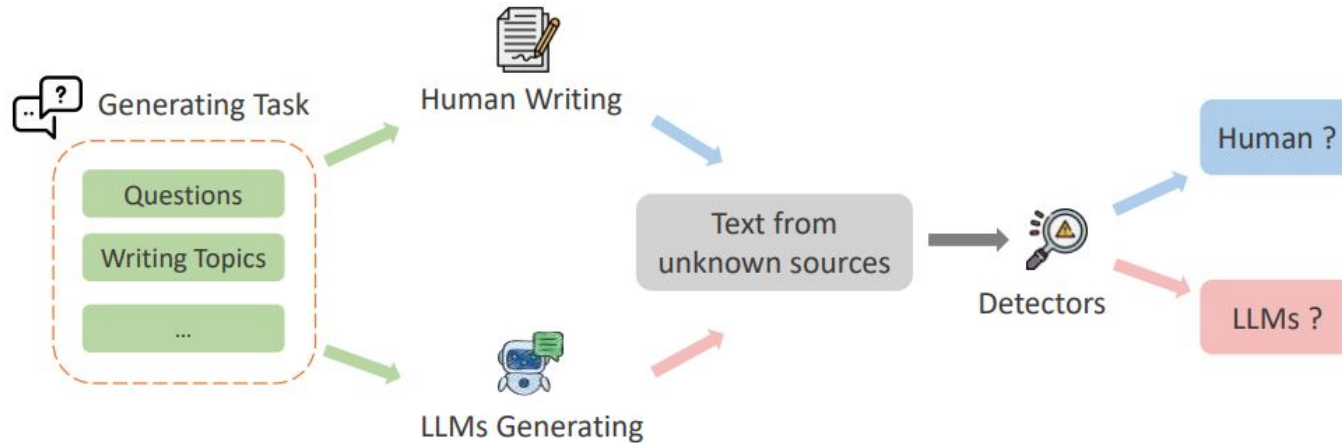 Generating Task
Questions
Writing Topics
...
Human Writing
LLMs Generating
Text from
unknown sources
Detectors
Human ?
LLMs ?